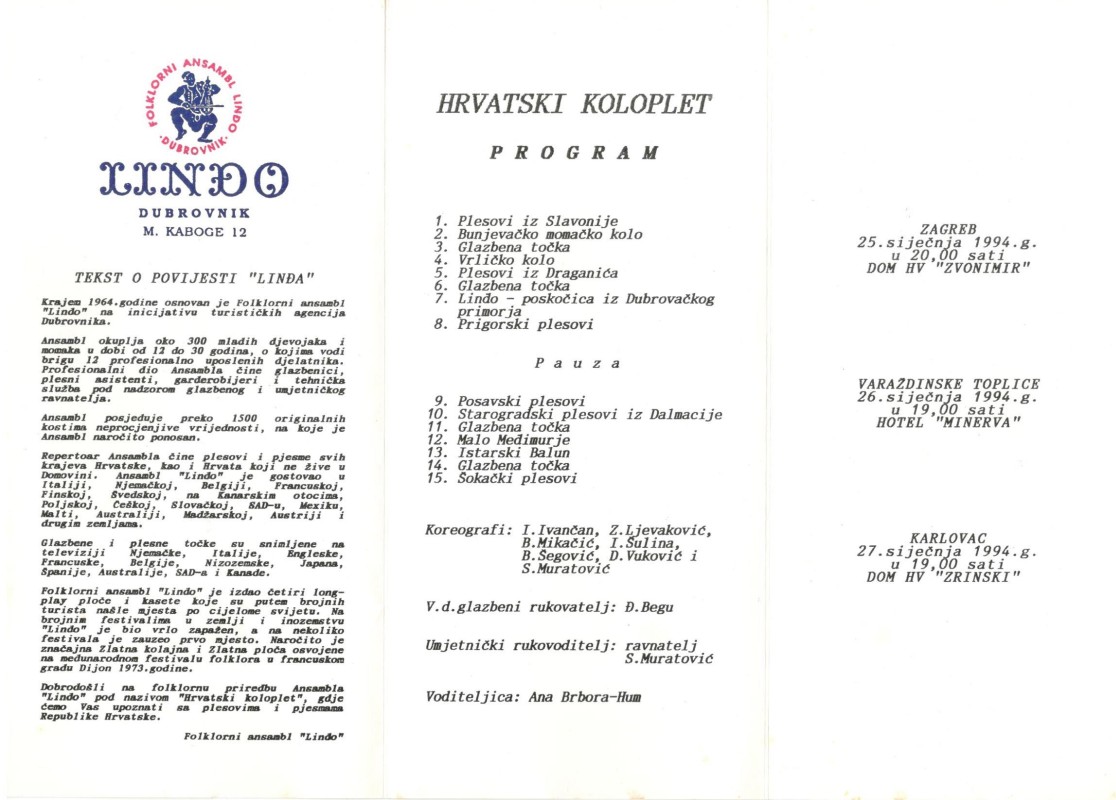 FOLKLORNI ANSAMBL LINĐO
·DUBROVNIK·
LINĐO
DUBROVNIK
M. KABOGE 12
TEKST O POVIJESTI "LINĐA"
Krajem 1964.godine osnovan je Folklorni ansambl
"Linđo" na inicijativu turističkih agencija
Dubrovnika.
Ansambl okuplja oko 300 mladih djevojaka i
momaka u dobi od 12 do 30 godina, o kojima vodi
brigu 12 profesionalno uposlenih djelatnika.
Profesionalni dio Ansambla čine glazbenici,
plesni asistenti, garderobijeri i tehnička
služba pod nadzorom glazbenog i umjetničkog
ravnatelja.
Ansambl posjeduje preko 1500 originalnih
kostima neprocjenjive vrijednosti, na koje je
Ansambl naročito ponosan.
Repertoar Ansambla čine plesovi i pjesme svih
krajeva Hrvatske, kao i Hrvata koji ne žive u
Domovini. Ansambl "Linđo" je gostovao u
Italiji, Njemačkoj, Belgiji, Francuskoj,
Finskoj, Švedskoj, na Kanarskim otocima,
Poljskoj, Češkoj, Slovačkoj, SAD-u, Mexiku,
Malti, Australiji, Madžarskoj, Austriji i
drugim zemljama.
Glazbene i plesne točke su snimljene na
televiziji Njemačke, Italije, Engleske,
Francuske, Belgije, Nizozemske, Japana,
Španije, Australije, SAD-a i Kanade.
Folklorni ansambl "Linđo" je izdao četiri long-
play ploče i kasete koje su putem brojnih
turista našle mjesta po cijelome svijetu. Na
brojnim festivalima u zemlji i inozemstvu
"Linđo" je bio vrlo zapažen, a na nekoliko
festivala je zauzeo prvo mjesto. Naročito je
značajna Zlatna kolajna i Zlatna ploča osvojene
na međunarodnom festivalu folklora u francuskom
gradu Dijon 1973.godine.
Dobrodošli na folklornu priredbu Ansambla
"Linđo" pod nazivom "Hrvatski koloplet", gdje
ćemo Vas upoznati sa plesovima i pjesmama
Republike Hrvatske.
Folklorni ansambl "Linđo"
HRVATSKI KOLOPLET
P R O G R A M
1. Plesovi iz Slavonije
2. Bunjevačko momačko kolo
3. Glazbena točka
4. Vrličko kolo
5. Plesovi iz Draganića
6. Glazbena točka
7. Linđo - poskočica iz Dubrovačkog
primorja
8. Prigorski plesovi
P a u z a
9. Posavski plesovi
10. Starogradski plesovi iz Dalmacije
11. Glazbena točka
12. Malo Međimurje
13. Istarski Balun
14. Glazbena točka
15. Šokački plesovi
Koreografi: I.Ivančan, Z.Ljevaković,
B.Mikačić, I.Šulina,
B.Šegović, D.Vuković i
S.Muratović
V.d.glazbeni rukovatelj: Đ.Begu
Umjetnički rukovoditelj: ravnatelj
S.Muratović
Voditeljica: Ana Brbora-Hum
ZAGREB
25.siječnja 1994.g.
u 20,00 sati
DOM HV "ZVONIMIR"
VARAŽDINSKE TOPLICE
26.siječnja 1994.g.
u 19,00 sati
HOTEL "MINERVA"
KARLOVAC
27.siječnja 1994.g.
u 19,00 sati
DOM HV "ZRINSKI"